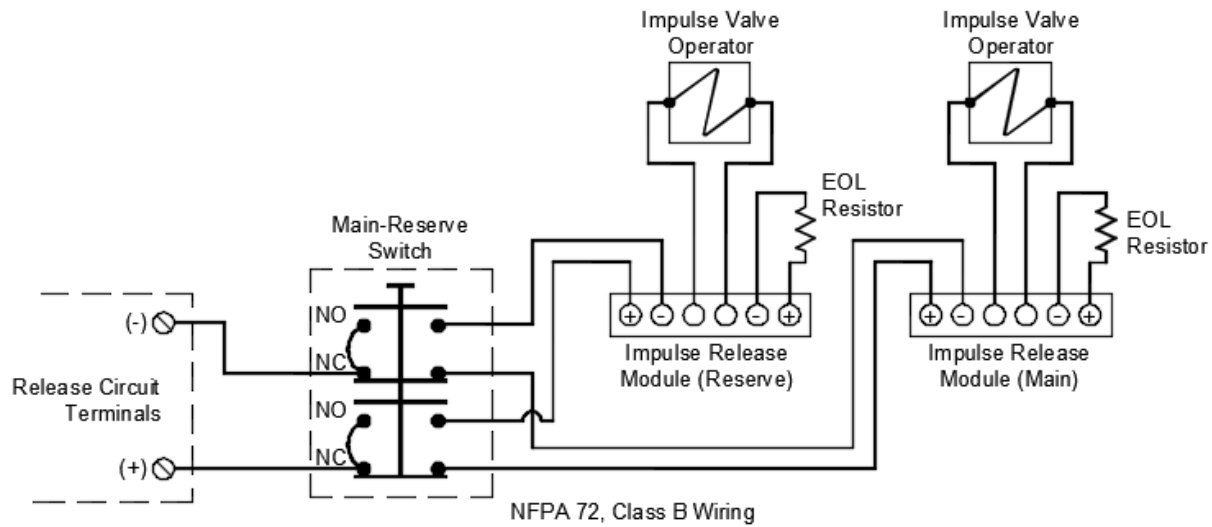 Impulse Valve
Operator
Impulse Valve
Operator
EOL
Resistor
EOL
Resistor
Main-Reserve
Switch
(-)
NO
NC
+ - - +
+ - - +
Impulse Release
Module (Reserve)
Impulse Release
Module (Main)
Release Circuit
Terminals
NO
NC
(+)
NFPA 72, Class B Wiring